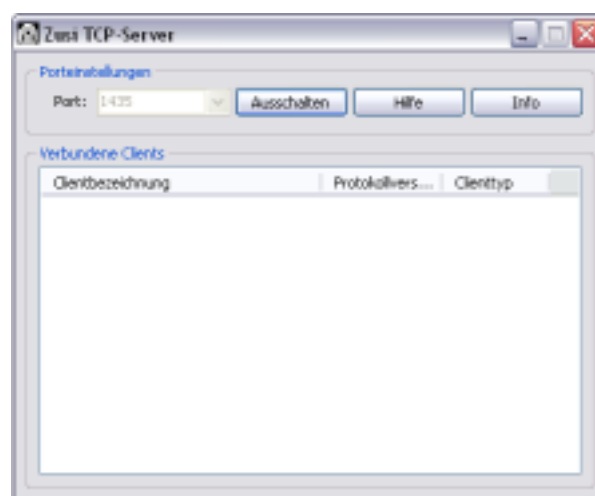 Zusi TCP-Server
Porteinstellungen
Port: 1435 Ausschalten Hilfe Info
Verbundene Clients
Clientbezeichnung Protokollvers... Clienttyp